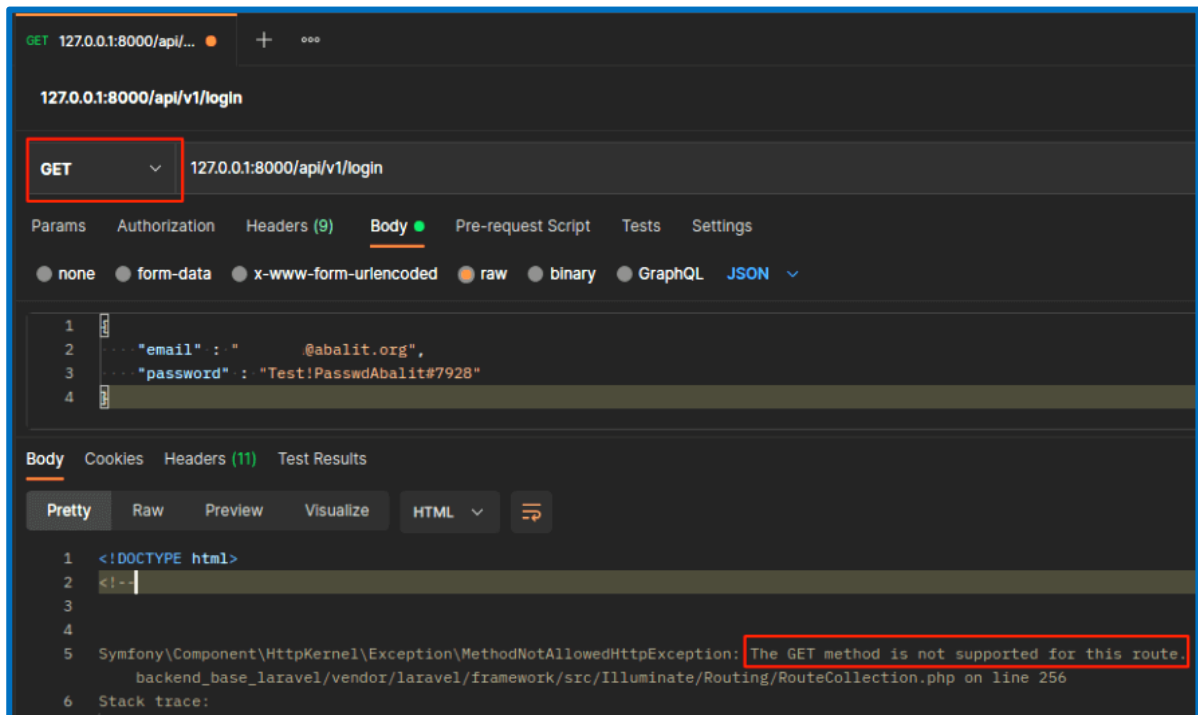 GET 127.0.0.1:8000/api/...
127.0.0.1:8000/api/v1/login
GET 127.0.0.1:8000/api/v1/login
Params Authorization Headers (9) Body Pre-request Script Tests Settings
none form-data x-www-form-urlencoded raw binary GraphQL JSON
1 {
2 "email" : " @abalit.org",
3 "password" : "Test!PasswdAbalit#7928"
4 }
Body Cookies Headers (11) Test Results
Pretty Raw Preview Visualize HTML
1 <!DOCTYPE html>
2 <!--
3
4
5 Symfony\Component\HttpKernel\Exception\MethodNotAllowedHttpException: The GET method is not supported for this route.
backend_base_laravel/vendor/laravel/framework/src/Illuminate/Routing/RouteCollection.php on line 256
6 Stack trace: